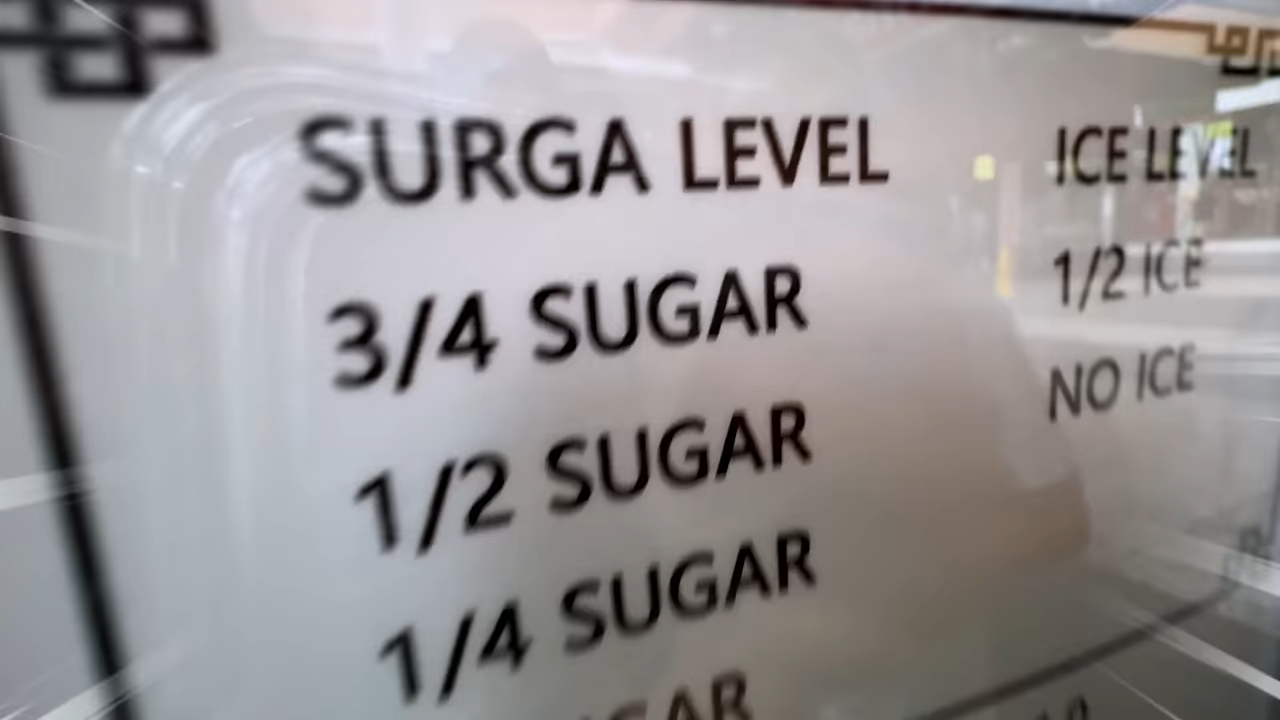 SURGA LEVEL
3/4 SUGAR
1/2 SUGAR
1/4 SUGAR
ICE LEVEL
1/2 ICE
NO ICE